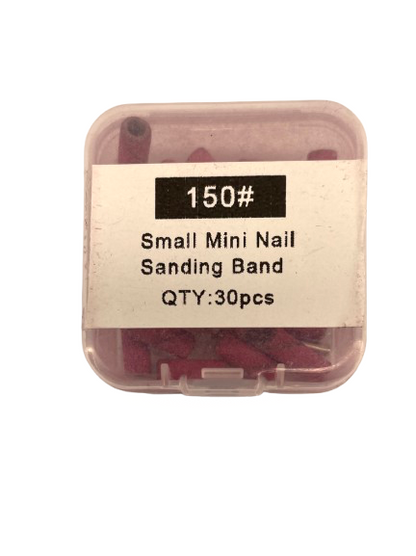 150#
Small Mini Nail
Sanding Band
QTY:30pcs